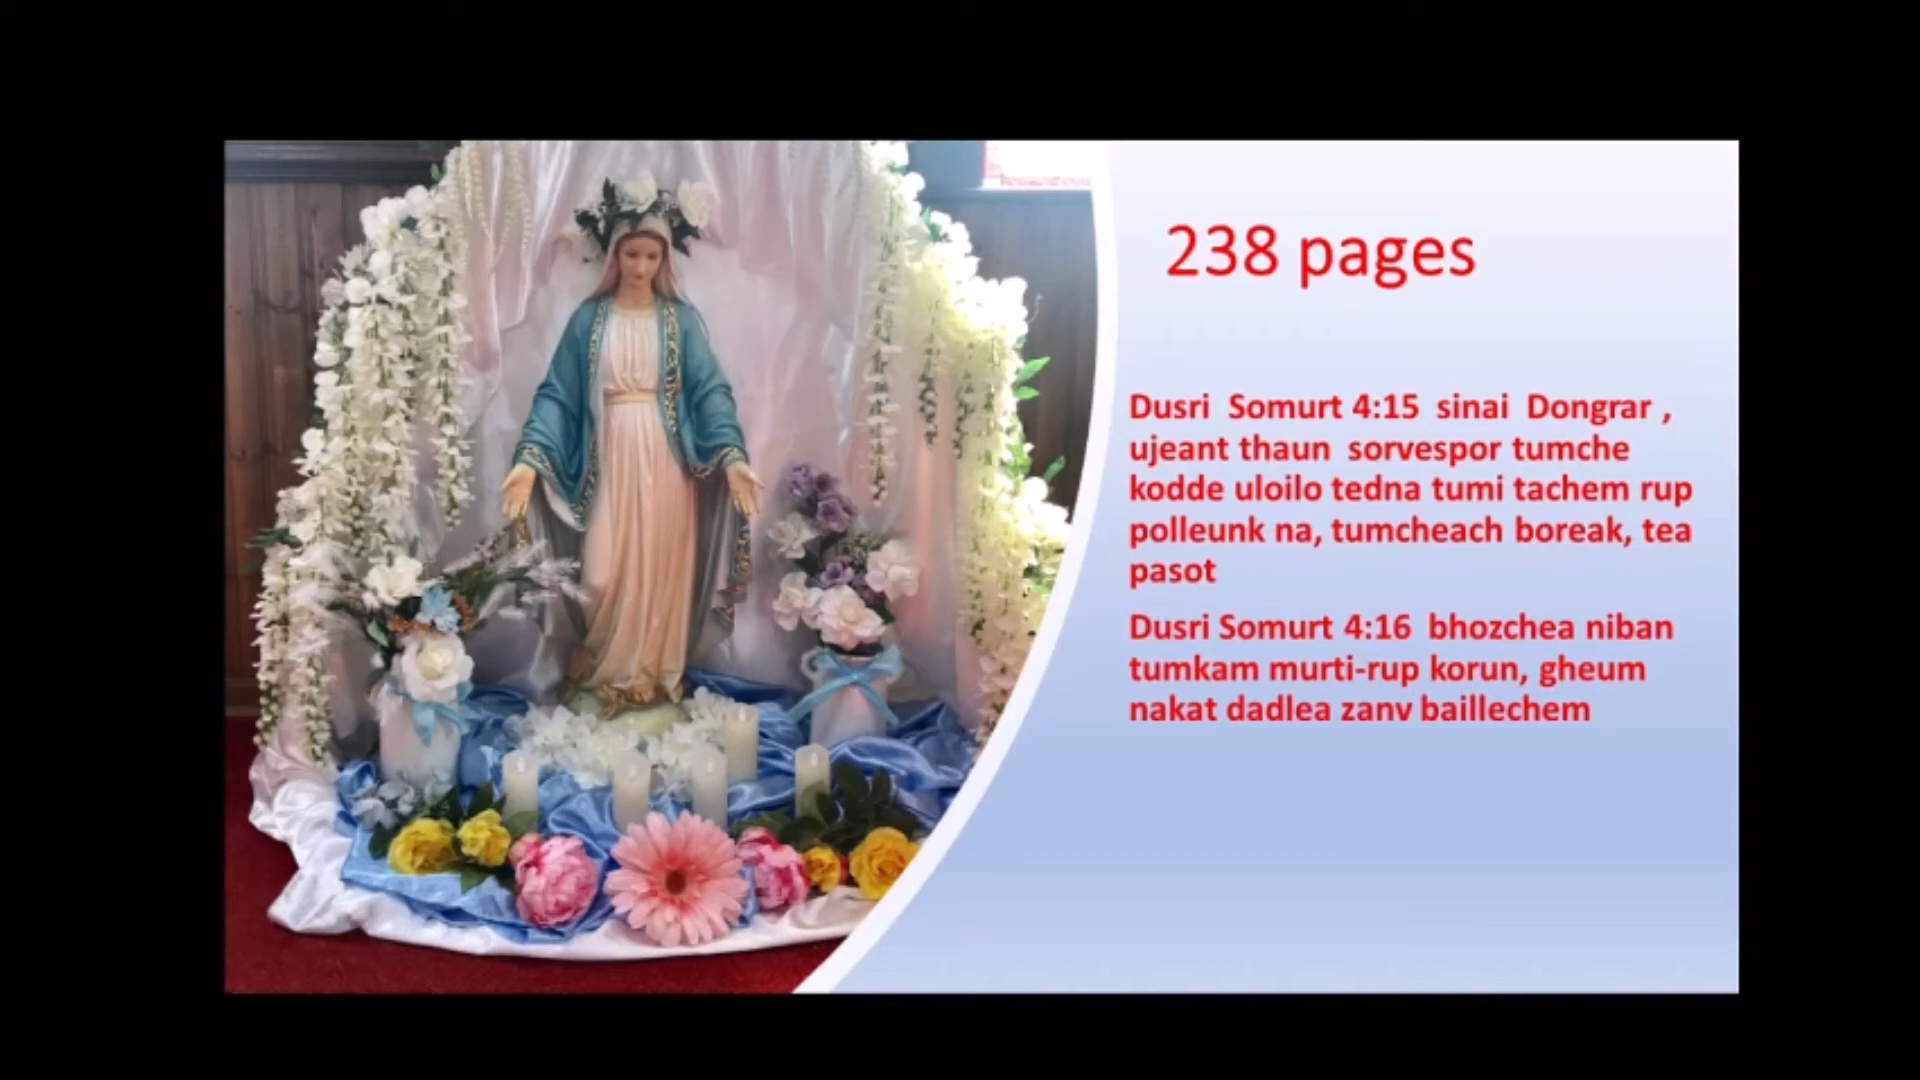 238 pages
Dusri Somurt 4:15 sinai Dongrar ,
ujeant thaun sorvespor tumche
kodde uloilo tedna tumi tachem rup
polleunk na, tumcheach boreak, tea
pasot
Dusri Somurt 4:16 bhozchea niban
tumkam murti-rup korun, gheum
nakat dadlea zanv baillechem